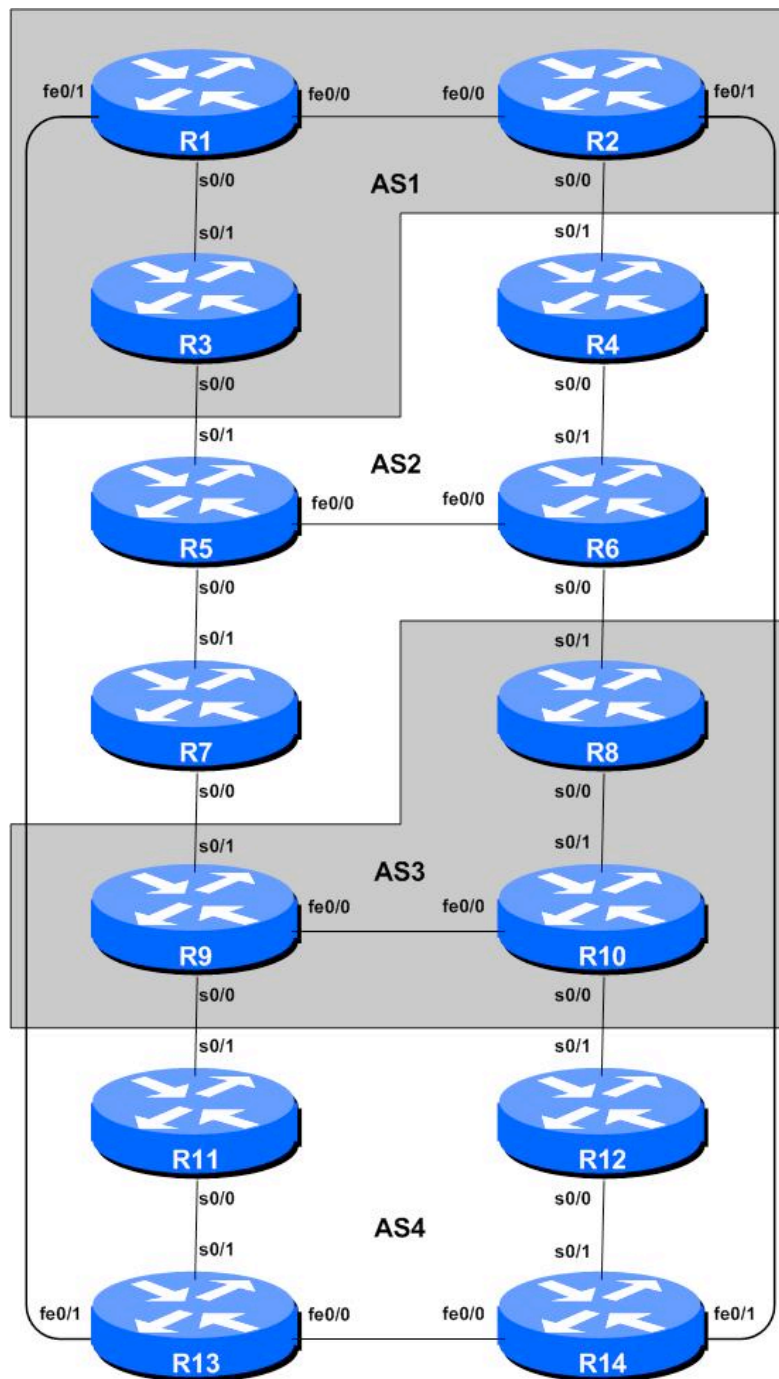 fe0/1 fe0/0 fe0/0 fe0/1
R1 R2
s0/0 AS1 s0/0
s0/1 s0/1
R3 R4
s0/0 s0/0
s0/1 AS2 s0/1
fe0/0 fe0/0
R5 R6
s0/0 s0/0
s0/1 s0/1
R7 R8
s0/0 s0/0
s0/1 AS3 s0/1
fe0/0 fe0/0
R9 R10
s0/0 s0/0
s0/1 s0/1
R11 R12
s0/0 s0/0
AS4
s0/1 s0/1
fe0/1 fe0/0 fe0/0 fe0/1
R13 R14